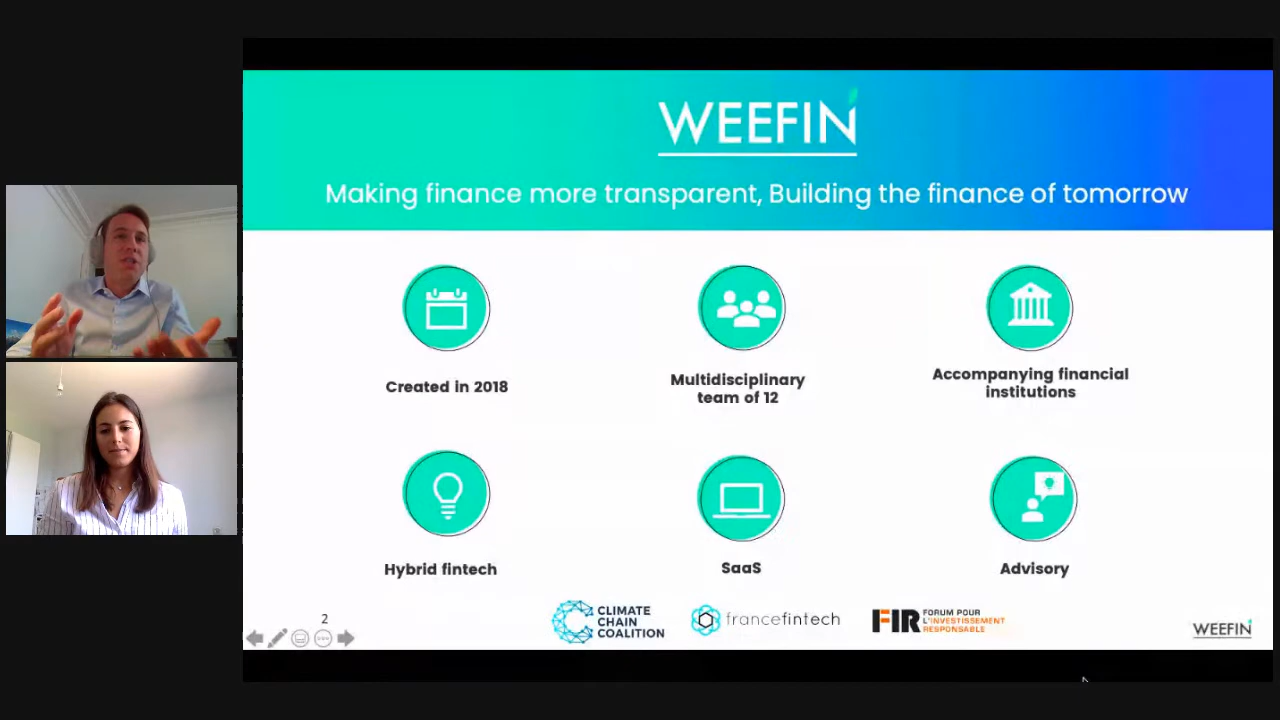 WEEFIN
Making finance more transparent, Building the finance of tomorrow
Created in 2018
Multidisciplinary
team of 12
Accompanying financial
institutions
Hybrid fintech
SaaS
Advisory
CLIMATE
CHAIN
COALITION
francefintech
FIR
FORUM POUR
L'INVESTISSEMENT
RESPONSABLE
2
WEEFIN